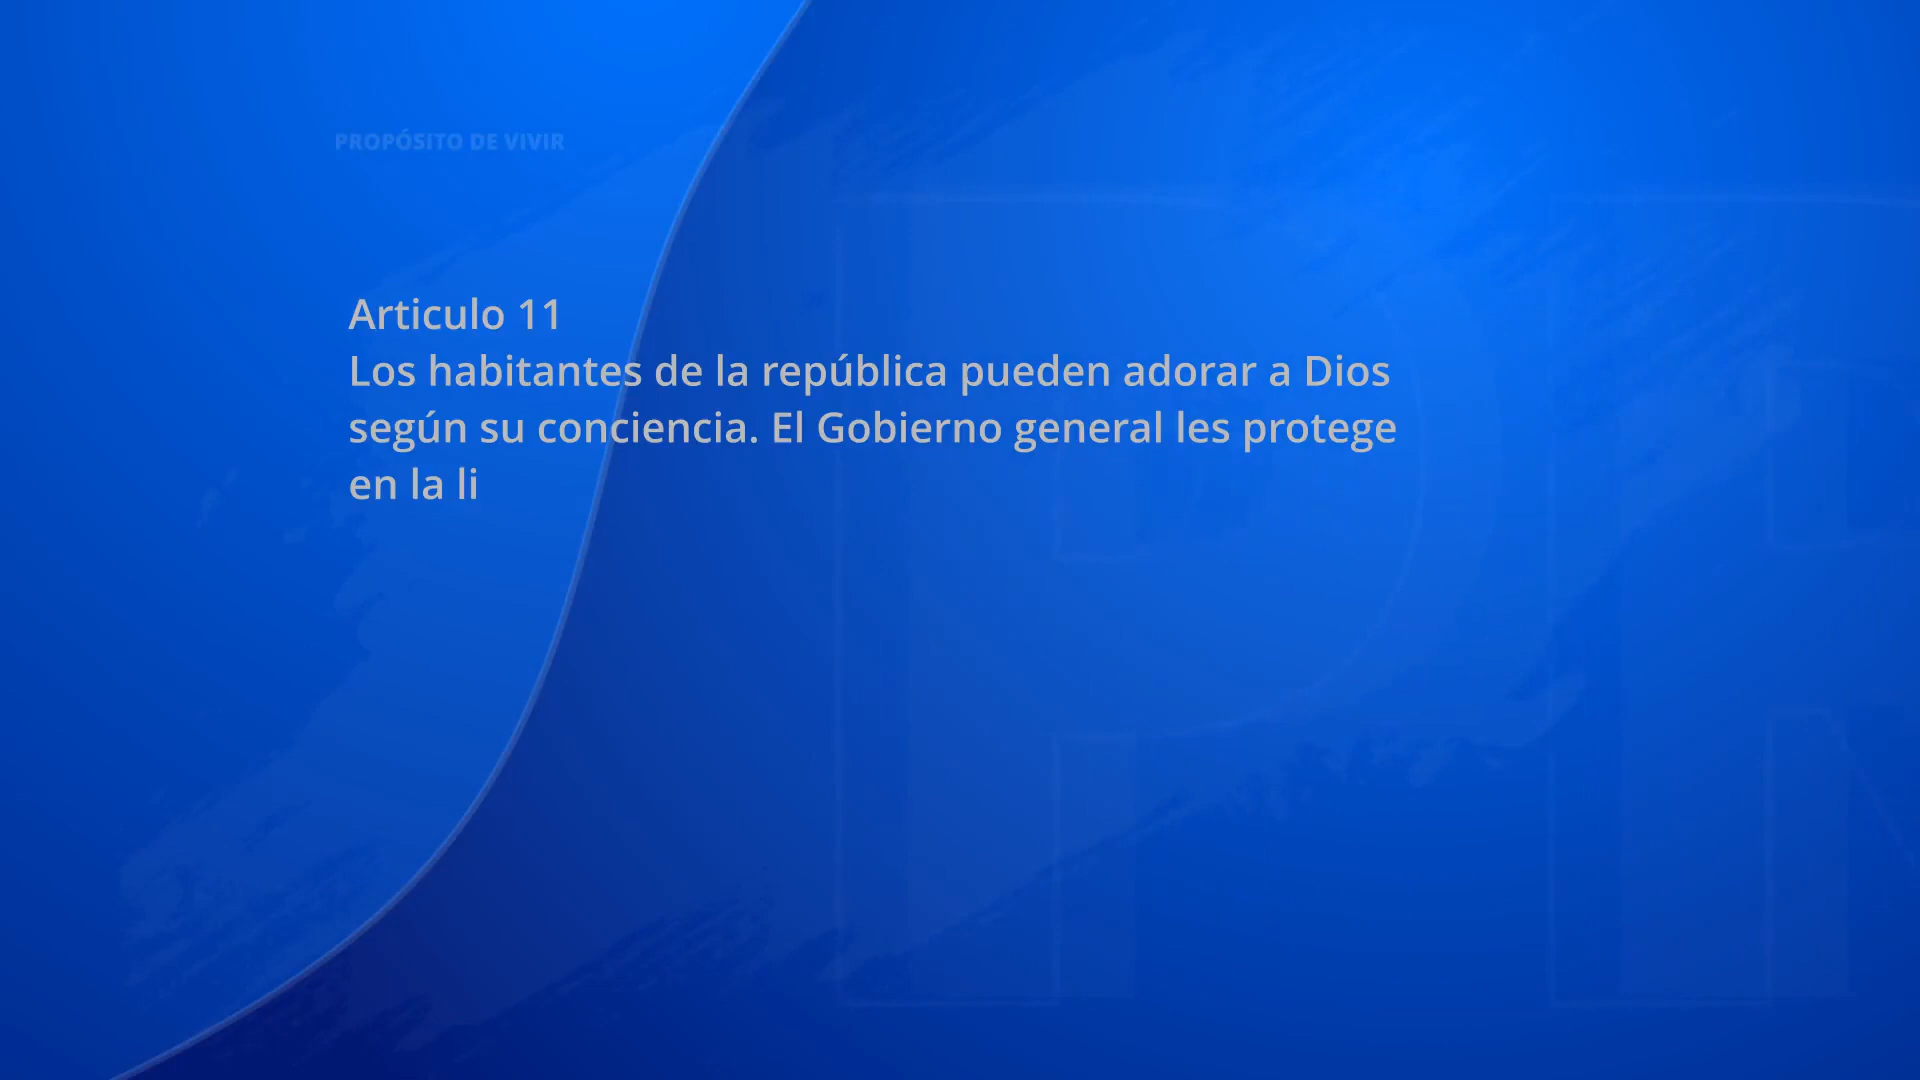 PROPÓSITO DE VIVIR
Articulo 11
Los habitantes de la república pueden adorar a Dios
según su conciencia. El Gobierno general les protege
en la li